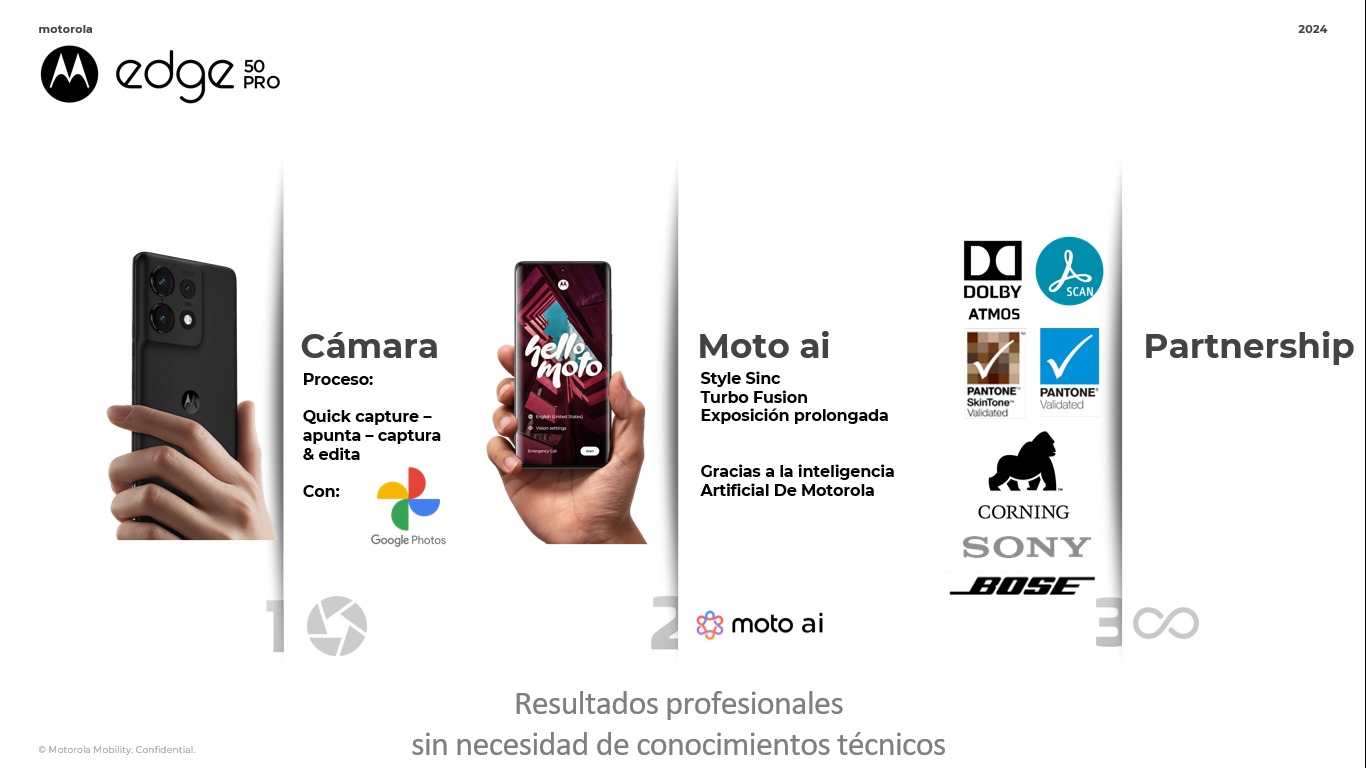 motorola
2024
edge 50 PRO
Cámara
Proceso:
Quick capture –
apunta – captura
& edita
Con:
Google Photos
1
hello
moto
English (United States)
Vision settings
Emergency Call
Start
2
Moto ai
Style Sinc
Turbo Fusion
Exposición prolongada
Gracias a la inteligencia
Artificial De Motorola
moto ai
DOLBY
ATMOS
SCAN
PANTONE®
SkinTone™
Validated
PANTONE®
Validated
CORNING
SONY
BOSE
3
Partnership
Resultados profesionales
sin necesidad de conocimientos técnicos
© Motorola Mobility. Confidential.